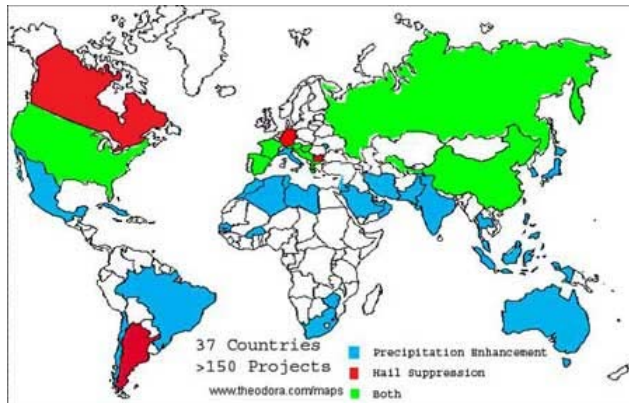 37 Countries
>150 Projects
www.theodora.com/maps
Precipitation Enhancement
Hail Suppression
Both